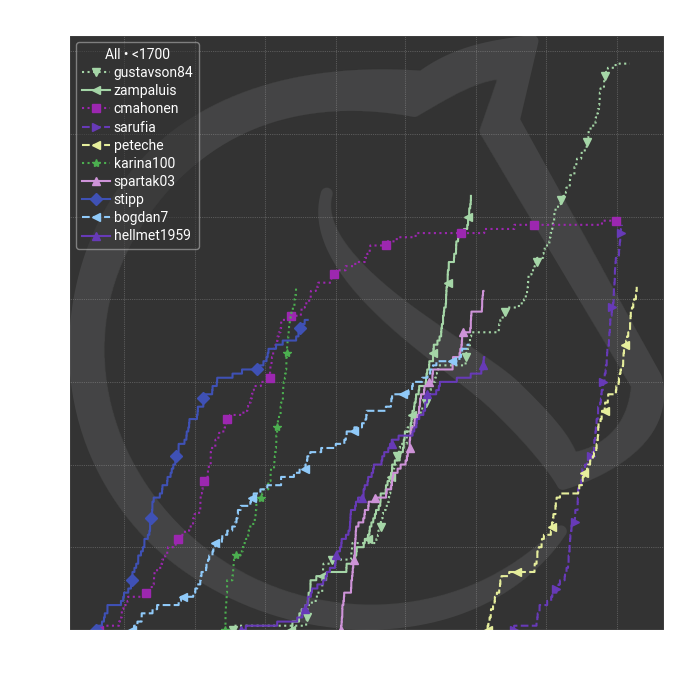 All • <1700
gustavson84
zampaluis
cmahonen
sarufia
peteche
karina100
spartak03
stipp
bogdan7
hellmet1959